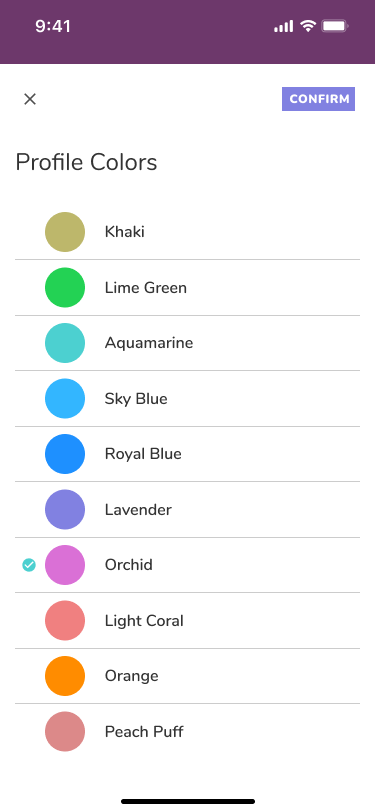 9:41
CONFIRM
Profile Colors
Khaki
Lime Green
Aquamarine
Sky Blue
Royal Blue
Lavender
Orchid
Light Coral
Orange
Peach Puff